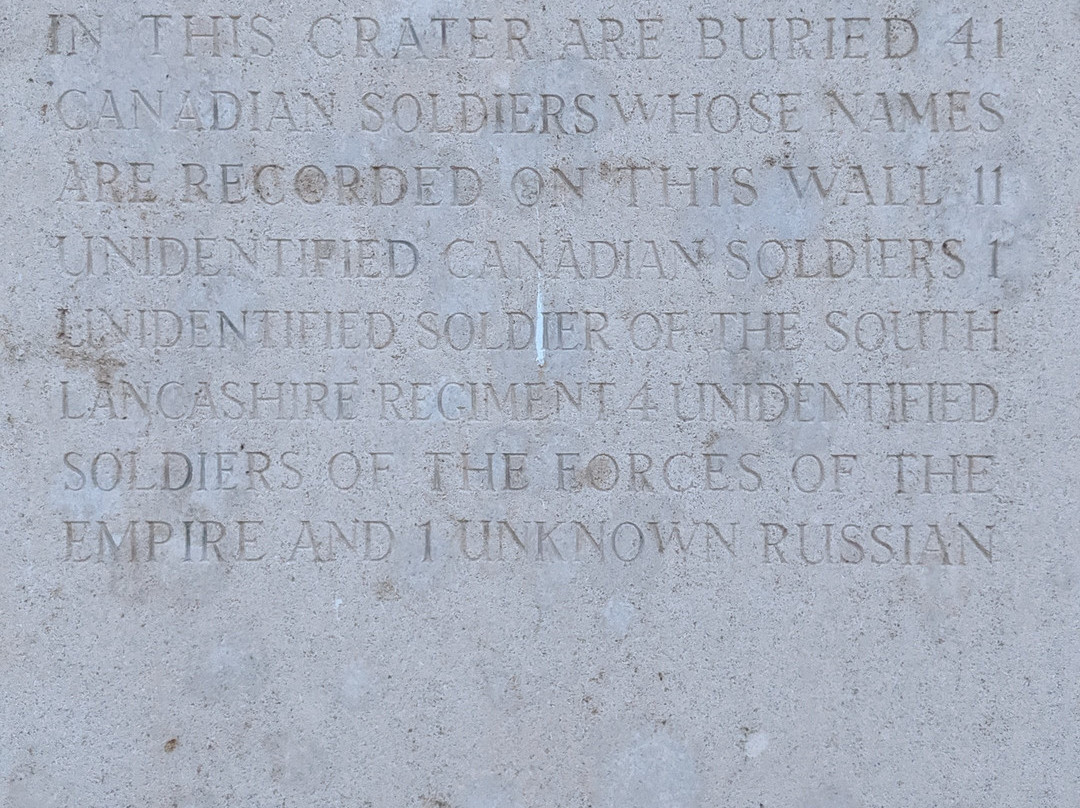 IN THIS CRATER ARE BURIED 41
CANADIAN SOLDIERS WHOSE NAMES
ARE RECORDED ON THIS WALL 11
UNIDENTIFIED CANADIAN SOLDIERS 1
UNIDENTIFIED SOLDIER OF THE SOUTH
LANCASHIRE REGIMENT 4 UNIDENTIFIED
SOLDIERS OF THE FORCES OF THE
EMPIRE AND 1 UNKNOWN RUSSIAN